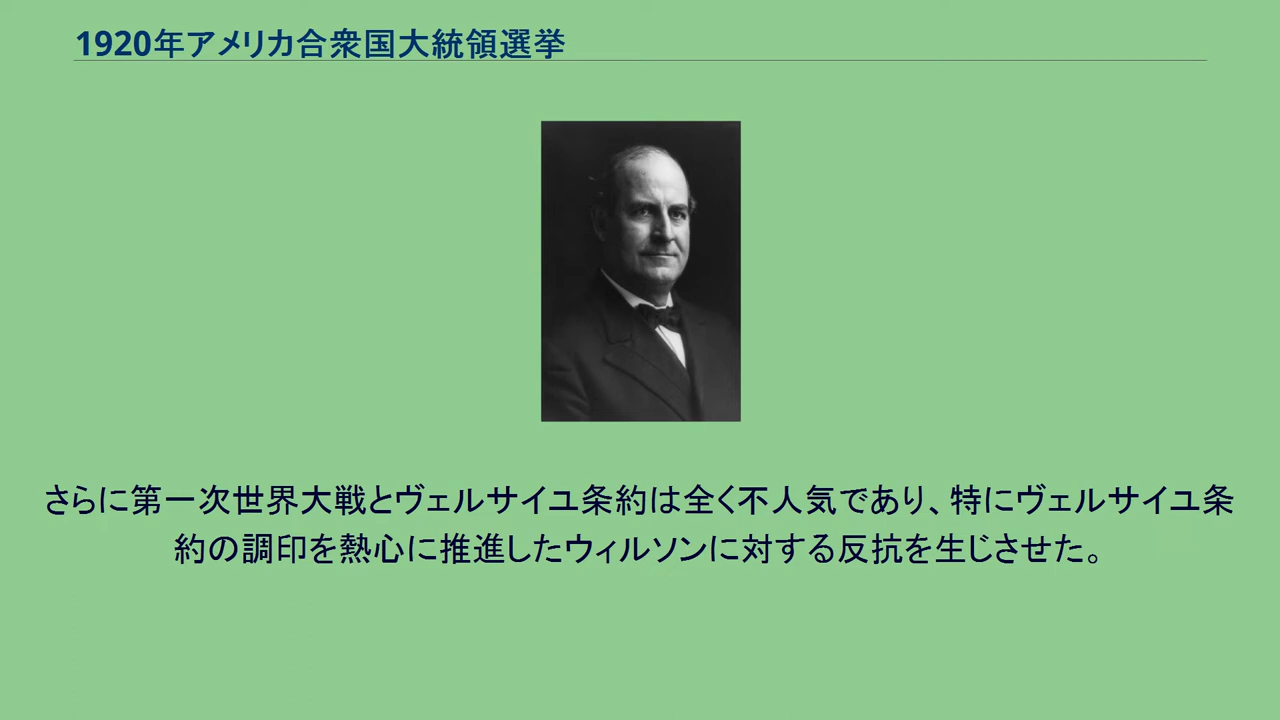 1920年アメリカ合衆国大統領選挙
さらに第一次世界大戦とヴェルサイユ条約は全く不人気であり、特にヴェルサイユ条
約の調印を熱心に推進したウィルソンに対する反抗を生じさせた。